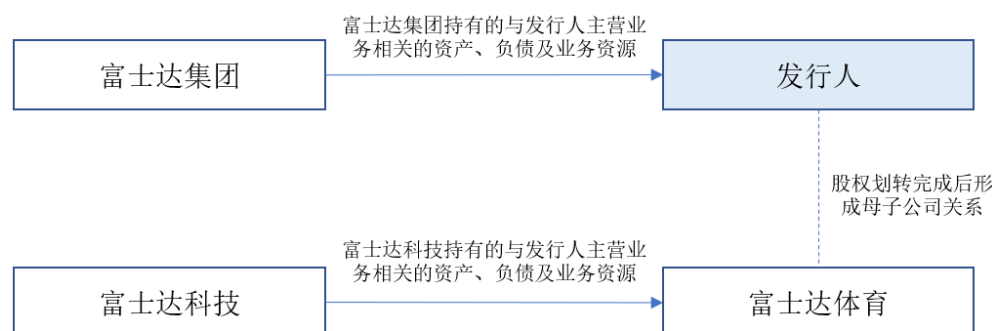 富士达集团持有的与发行人主营业
务相关的资产、负债及业务资源
富士达集团
发行人
股权划转完成后形
成母子公司关系
富士达科技持有的与发行人主营业
务相关的资产、负债及业务资源
富士达科技
富士达体育